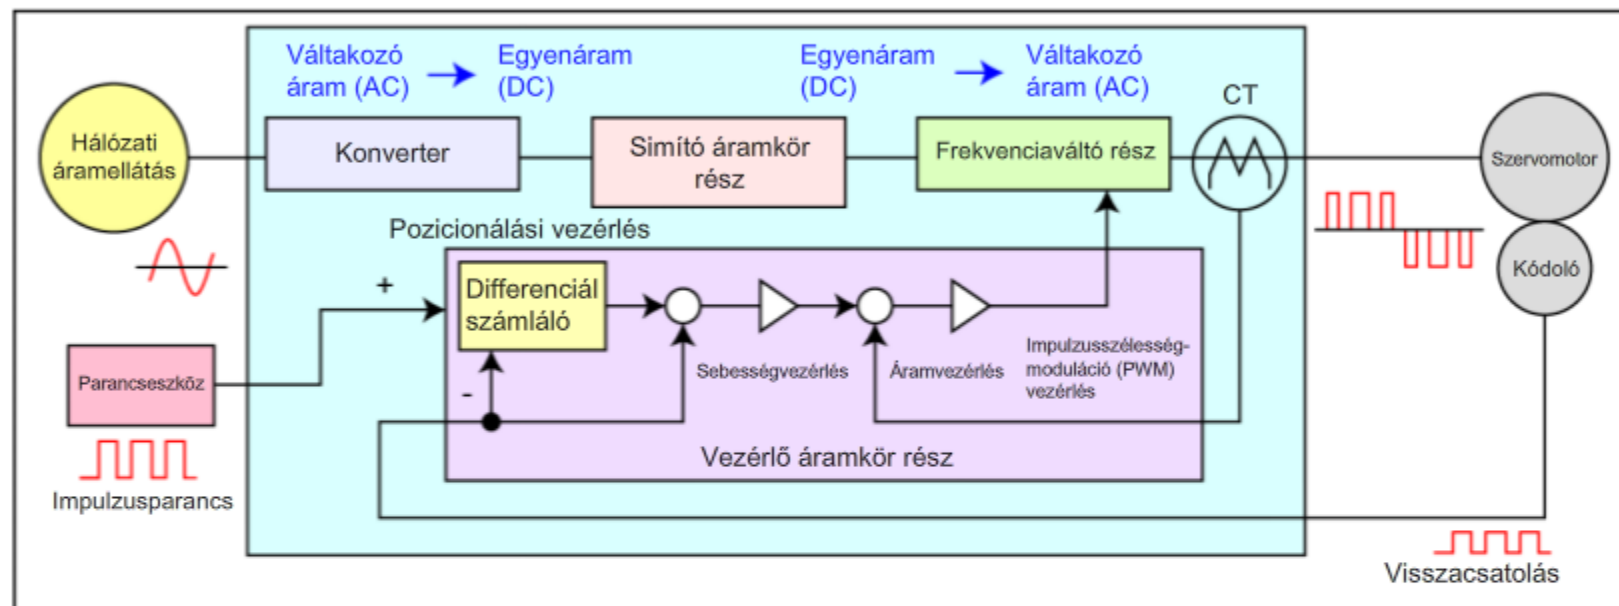 Váltakozó
áram (AC)
Egyenáram
(DC)
Egyenáram
(DC)
Váltakozó
áram (AC)
CT
Hálózati
áramellátás
Konverter
Simító áramkör
rész
Frekvenciaváltó rész
Szervomotor
Kódoló
Pozicionálási vezérlés
+
Differenciál
számláló
-
Sebességvezérlés
Áramvezérlés
Impulzusszélesség-
moduláció (PWM)
vezérlés
Parancseszköz
Vezérlő áramkör rész
Impulzusparancs
Visszacsatolás